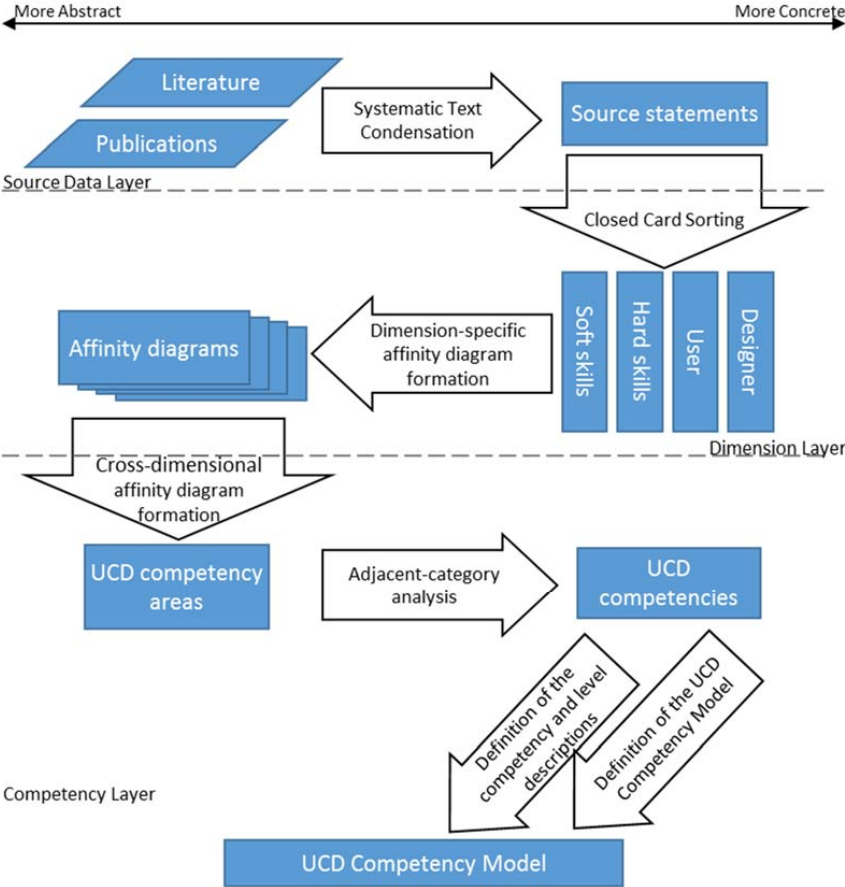 More Abstract
More Concrete
Literature
Publications
Systematic Text
Condensation
Source statements
Source Data Layer
Closed Card Sorting
Soft skills
Hard skills
User
Designer
Dimension-specific
affinity diagram
formation
Affinity diagrams
Dimension Layer
Cross-dimensional
affinity diagram
formation
UCD competency
areas
Adjacent-category
analysis
UCD
competencies
Definition of the
competency and level
descriptions
Definition of the UCD
Competency Model
Competency Layer
UCD Competency Model